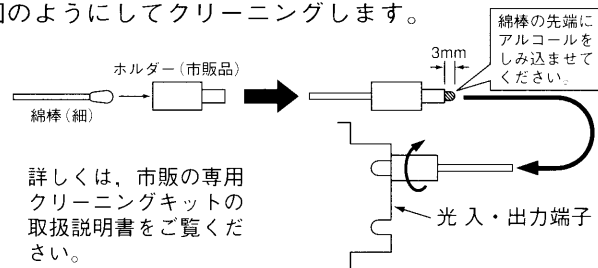 のようにしてクリーニングします。
綿棒の先端に
アルコールを
しみ込ませて
ください。
3mm
ホルダー(市販品)
綿棒(細)
詳しくは，市販の専用
クリーニングキットの
取扱説明書をご覧くだ
さい。
光 入・出力端子